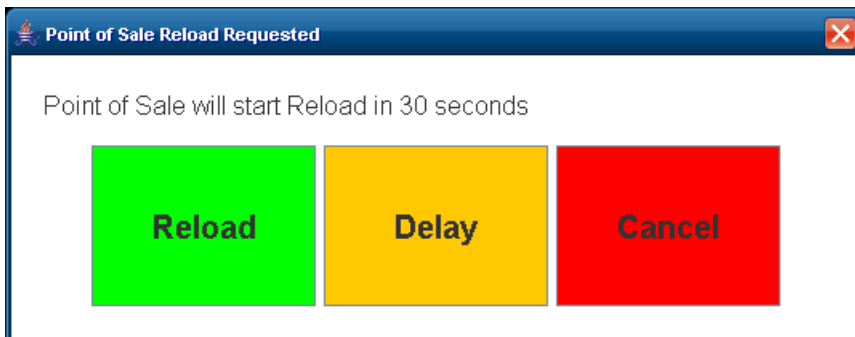 Point of Sale Reload Requested
Point of Sale will start Reload in 30 seconds
Reload Delay Cancel